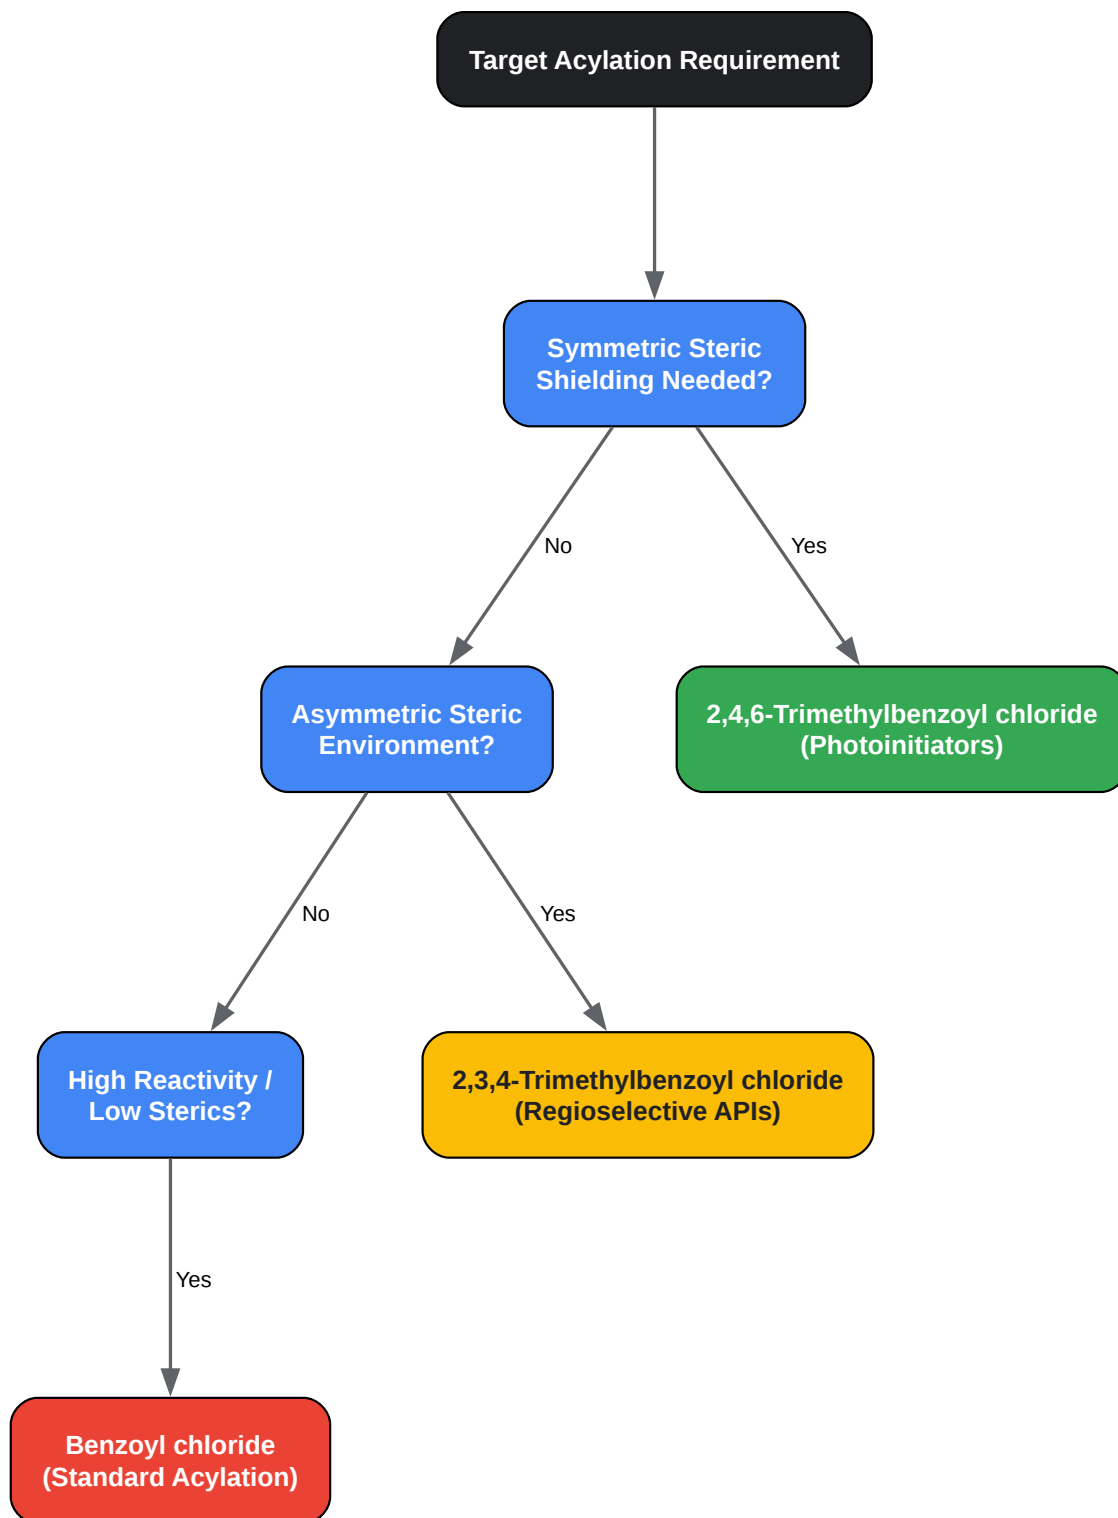 Target Acylation Requirement
Symmetric Steric
Shielding Needed?
No
Yes
Asymmetric Steric
Environment?
2,4,6-Trimethylbenzoyl chloride
(Photoinitiators)
No
Yes
High Reactivity /
Low Sterics?
2,3,4-Trimethylbenzoyl chloride
(Regioselective APIs)
Yes
Benzoyl chloride
(Standard Acylation)